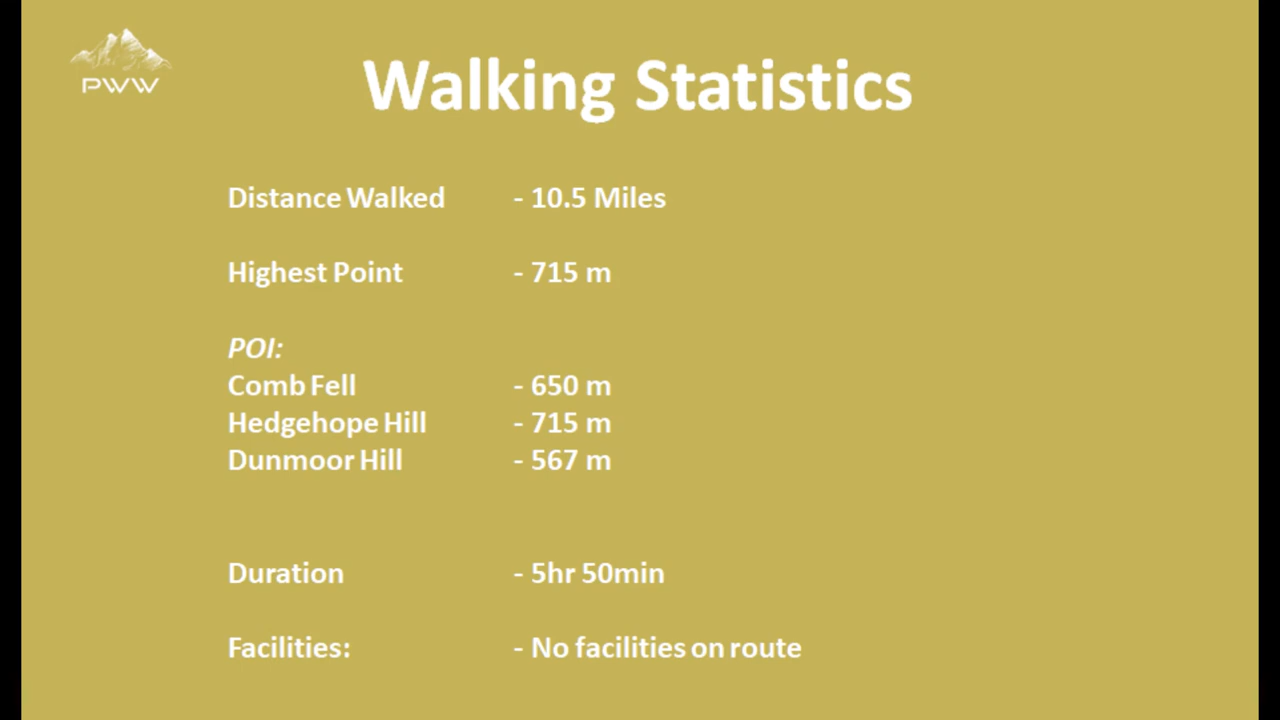 PWW
Walking Statistics
Distance Walked - 10.5 Miles
Highest Point - 715 m
POI:
Comb Fell - 650 m
Hedgehope Hill - 715 m
Dunmoor Hill - 567 m
Duration - 5hr 50min
Facilities: - No facilities on route